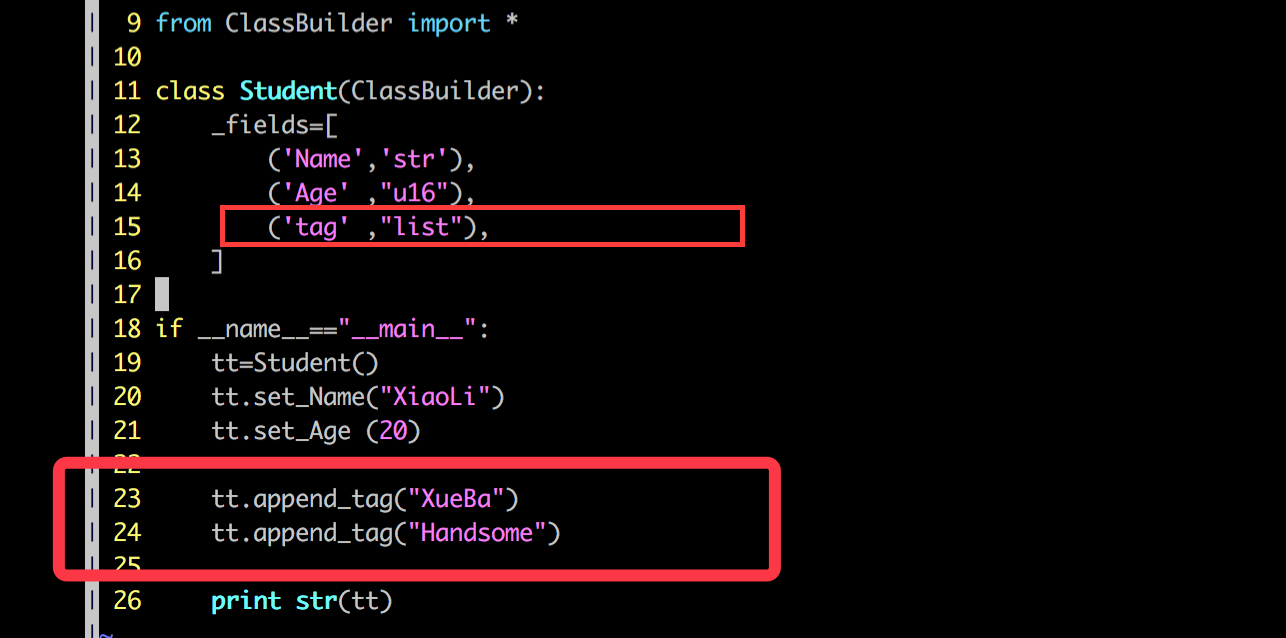 9 from ClassBuilder import *
10
11 class Student(ClassBuilder):
12     _fields=[
13         ('Name','str'),
14         ('Age' ,"u16"),
15         ('tag' ,"list"),
16     ]
17
18 if __name__=="__main__":
19     tt=Student()
20     tt.set_Name("XiaoLi")
21     tt.set_Age (20)
22
23     tt.append_tag("XueBa")
24     tt.append_tag("Handsome")
25
26     print str(tt)
~